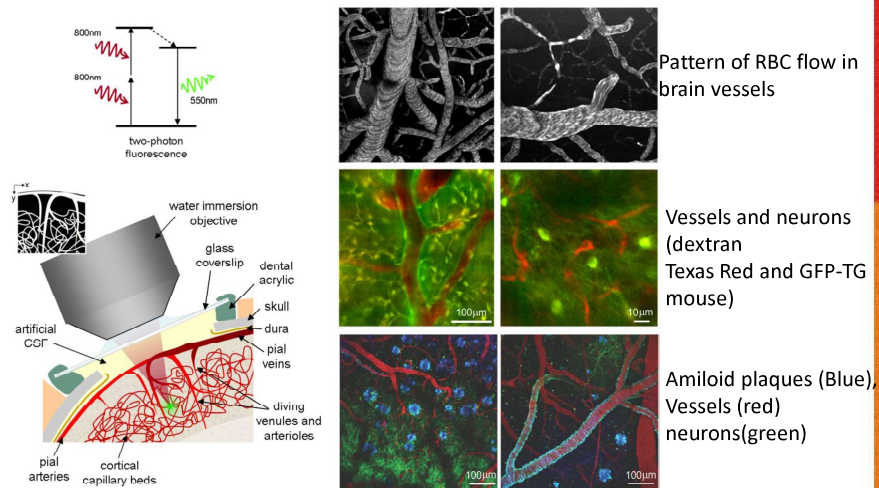 800nm
800nm
550nm
two-photon
fluorescence
x
y
water immersion
objective
glass
coverslip
dental
acrylic
skull
dura
pial
veins
artificial
CSF
diving
venules and
arterioles
pial
arteries
cortical
capillary beds
Pattern of RBC flow in
brain vessels
100μm
10μm
Vessels and neurons
(dextran
Texas Red and GFP-TG
mouse)
100μm
100μm
Amiloid plaques (Blue),
Vessels (red)
neurons(green)